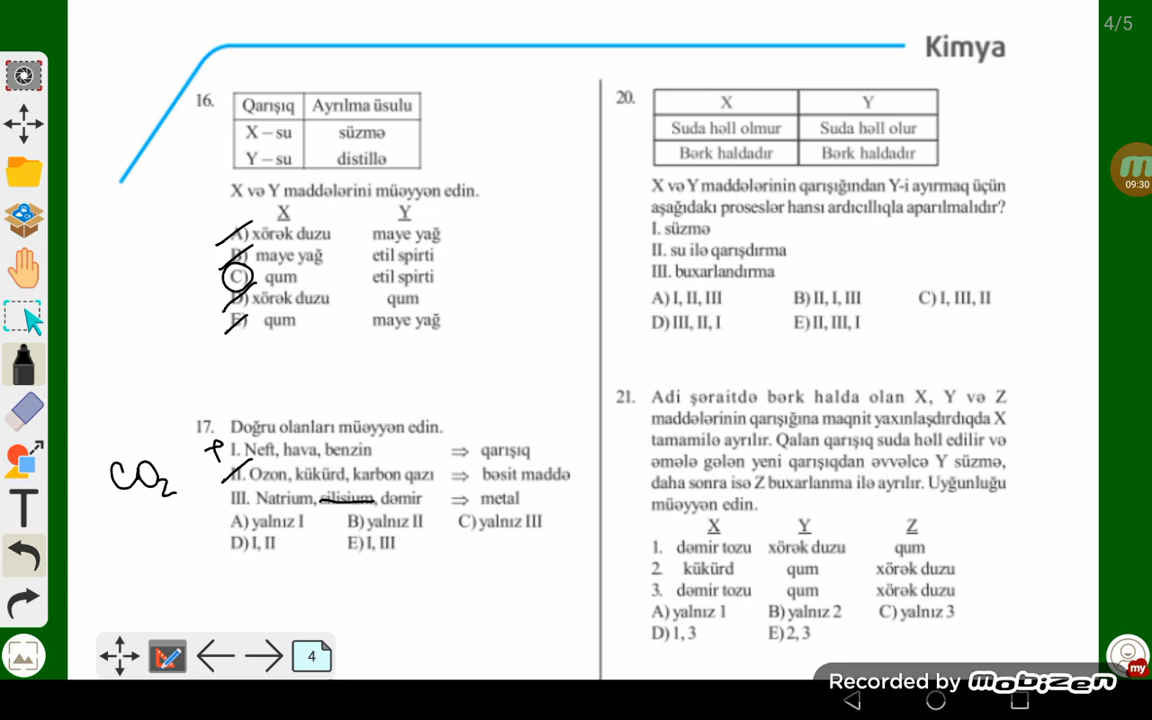 4/5
Kimya
09:30
16.
Qarışıq Ayrılma üsulu
X – su süzmə
Y – su distillə
X və Y maddələrini müəyyən edin.
X Y
A) xörək duzu maye yağ
B) maye yağ etil spirti
C) qum etil spirti
D) xörək duzu qum
E) qum maye yağ
17. Doğru olanları müəyyən edin.
+ I. Neft, hava, benzin ⇒ qarışıq
II. Ozon, kükürd, karbon qazı ⇒ bəsit maddə
III. Natrium, silisium, dəmir ⇒ metal
A) yalnız I B) yalnız II C) yalnız III
D) I, II E) I, III
CO2
20.
X Y
Suda həll olmur Suda həll olur
Bərk haldadır Bərk haldadır
X və Y maddələrinin qarışığından Y-i ayırmaq üçün
aşağıdakı proseslər hansı ardıcıllıqla aparılmalıdır?
I. süzmə
II. su ilə qarışdırma
III. buxarlandırma
A) I, II, III B) II, I, III C) I, III, II
D) III, II, I E) II, III, I
21. Adi şəraitdə bərk halda olan X, Y və Z
maddələrinin qarışığına maqnit yaxınlaşdırdıqda X
tamamilə ayrılır. Qalan qarışıq suda həll edilir və
əmələ gələn yeni qarışıqdan əvvəlcə Y süzmə,
daha sonra isə Z buxarlanma ilə ayrılır. Uyğunluğu
müəyyən edin.
X Y Z
1. dəmir tozu xörək duzu qum
2. kükürd qum xörək duzu
3. dəmir tozu qum xörək duzu
A) yalnız 1 B) yalnız 2 C) yalnız 3
D) 1, 3 E) 2, 3
T
4
my
Recorded by mobizen